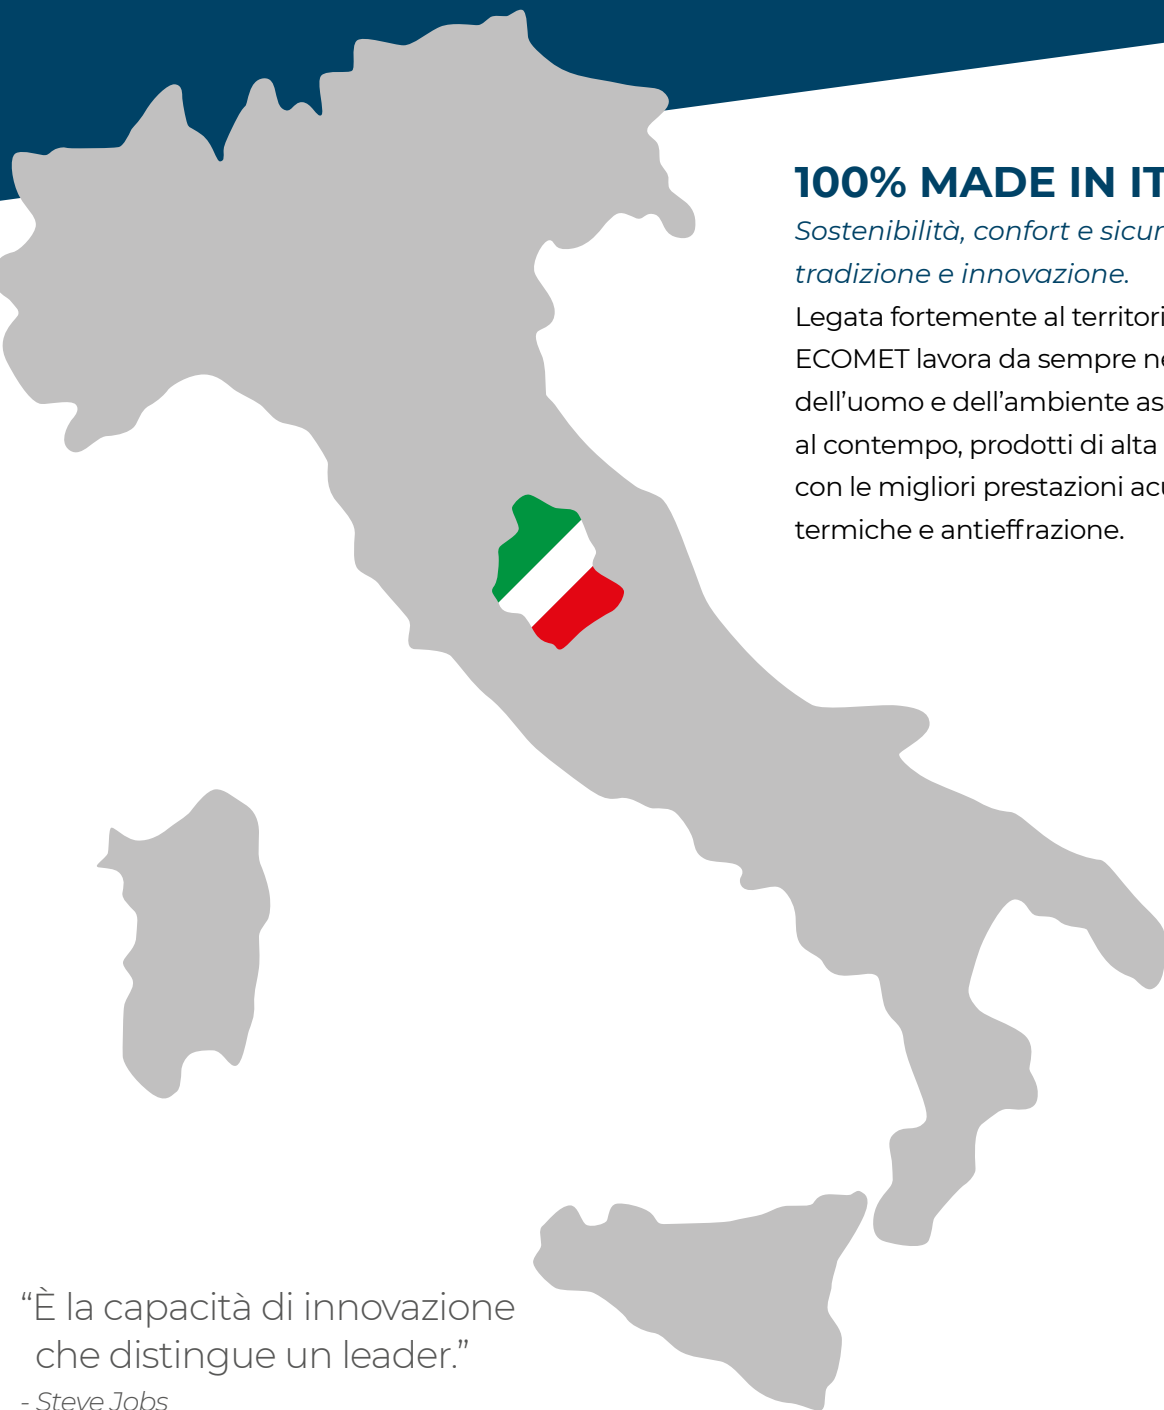 100% MADE IN IT
Sostenibilità, confort e sicur
tradizione e innovazione.
Legata fortemente al territori
ECOMET lavora da sempre ne
dell’uomo e dell’ambiente as
al contempo, prodotti di alta
con le migliori prestazioni acu
termiche e antieffrazione.
“È la capacità di innovazione
che distingue un leader.”
- Steve Jobs